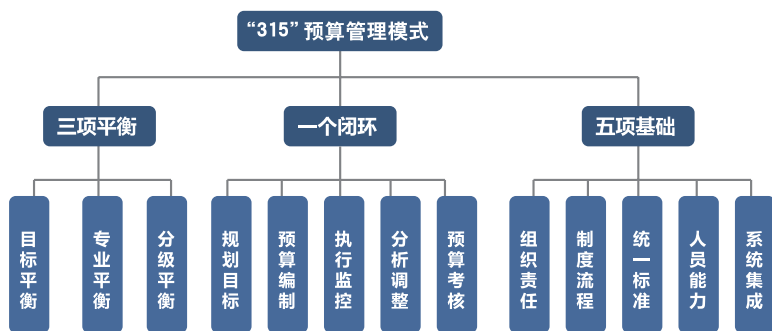 “315”预算管理模式
三项平衡
一个闭环
五项基础
目标平衡
专业平衡
分级平衡
规划目标
预算编制
执行监控
分析调整
预算考核
组织责任
制度流程
统一标准
人员能力
系统集成